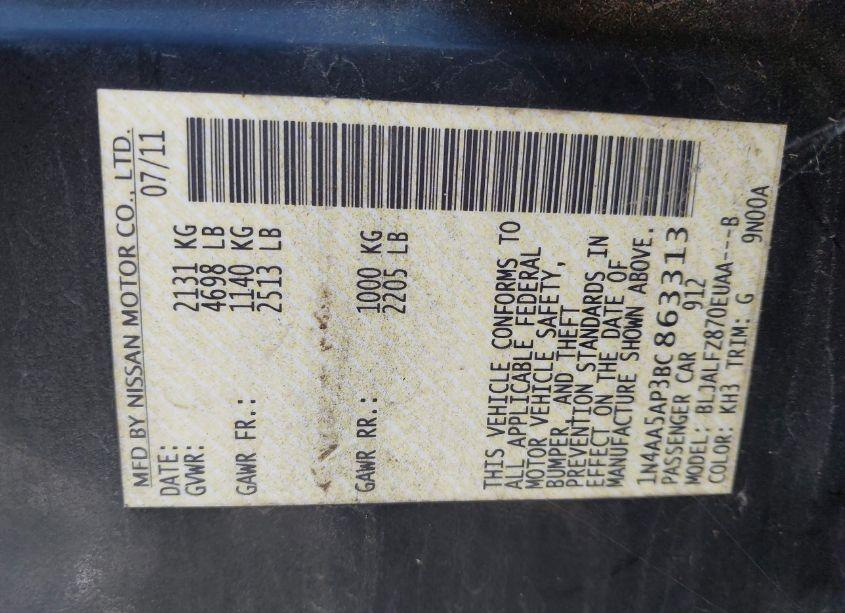 MFD BY NISSAN MOTOR CO., LTD.
DATE: 07/11
GVWR: 2131 KG
4698 LB
GAWR FR.: 1140 KG
2513 LB
GAWR RR.: 1000 KG
2205 LB
THIS VEHICLE CONFORMS TO
ALL APPLICABLE FEDERAL
MOTOR VEHICLE SAFETY,
BUMPER, AND THEFT
PREVENTION STANDARDS IN
EFFECT ON THE DATE OF
MANUFACTURE SHOWN ABOVE.
1N4AA5AP3BC863313
PASSENGER CAR 912
MODEL: BLJALFZ870EUAA---B
COLOR: KH3 TRIM: G 9N00A